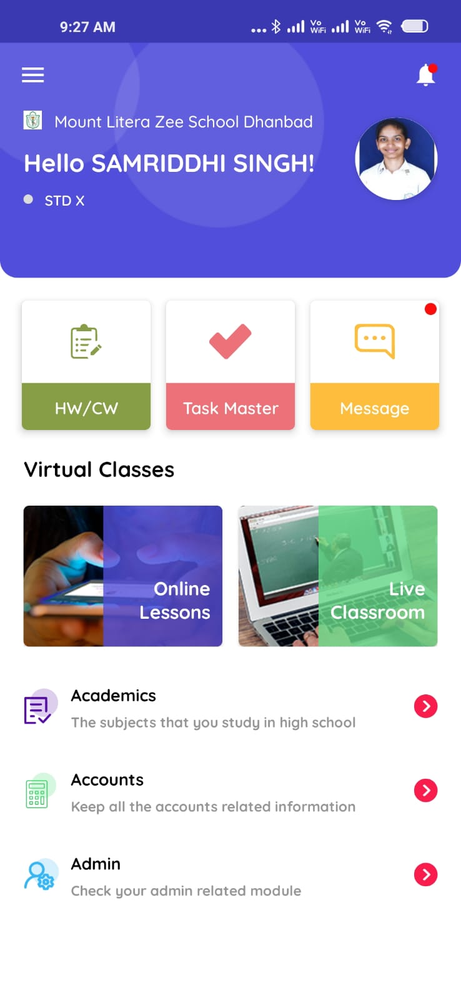 9:27 AM
Vo WiFi Vo WiFi
Mount Litera Zee School Dhanbad
Hello SAMRIDDHI SINGH!
STD X
HW/CW
Task Master
Message
Virtual Classes
Online
Lessons
Live
Classroom
Academics
The subjects that you study in high school
Accounts
Keep all the accounts related information
Admin
Check your admin related module